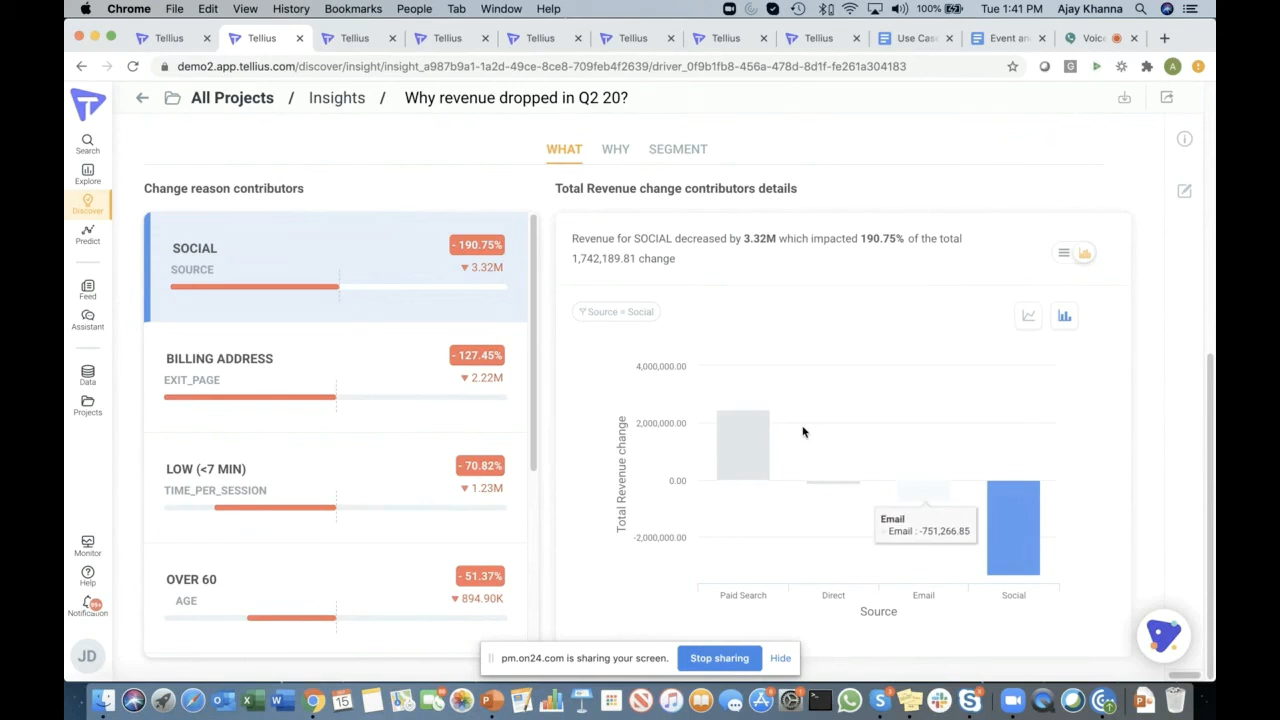 Chrome File Edit View History Bookmarks People Tab Window Help 100% Tue 1:41 PM Ajay Khanna
Tellius Tellius Tellius Tellius Tellius Tellius Tellius Tellius Use Cas Event an Voic
demo2.app.tellius.com/discover/insight/insight_a987b9a1-1a2d-49ce-8ce8-709feb4f2639/driver_0f9b1fb8-456a-478d-8d1f-fe261a304183
All Projects / Insights / Why revenue dropped in Q2 20?
Search
Explore
Discover
Predict
Feed
Assistant
Data
Projects
Monitor
Help
Notification
JD
WHAT WHY SEGMENT
Change reason contributors
SOCIAL - 190.75%
SOURCE 3.32M
BILLING ADDRESS - 127.45%
EXIT_PAGE 2.22M
LOW (<7 MIN) - 70.82%
TIME_PER_SESSION 1.23M
OVER 60 - 51.37%
AGE 894.90K
Total Revenue change contributors details
Revenue for SOCIAL decreased by 3.32M which impacted 190.75% of the total
1,742,189.81 change
Source = Social
Total Revenue change
4,000,000.00
2,000,000.00
0.00
-2,000,000.00
Email
Email : -751,266.85
Paid Search Direct Email Social
Source
pm.on24.com is sharing your screen. Stop sharing Hide